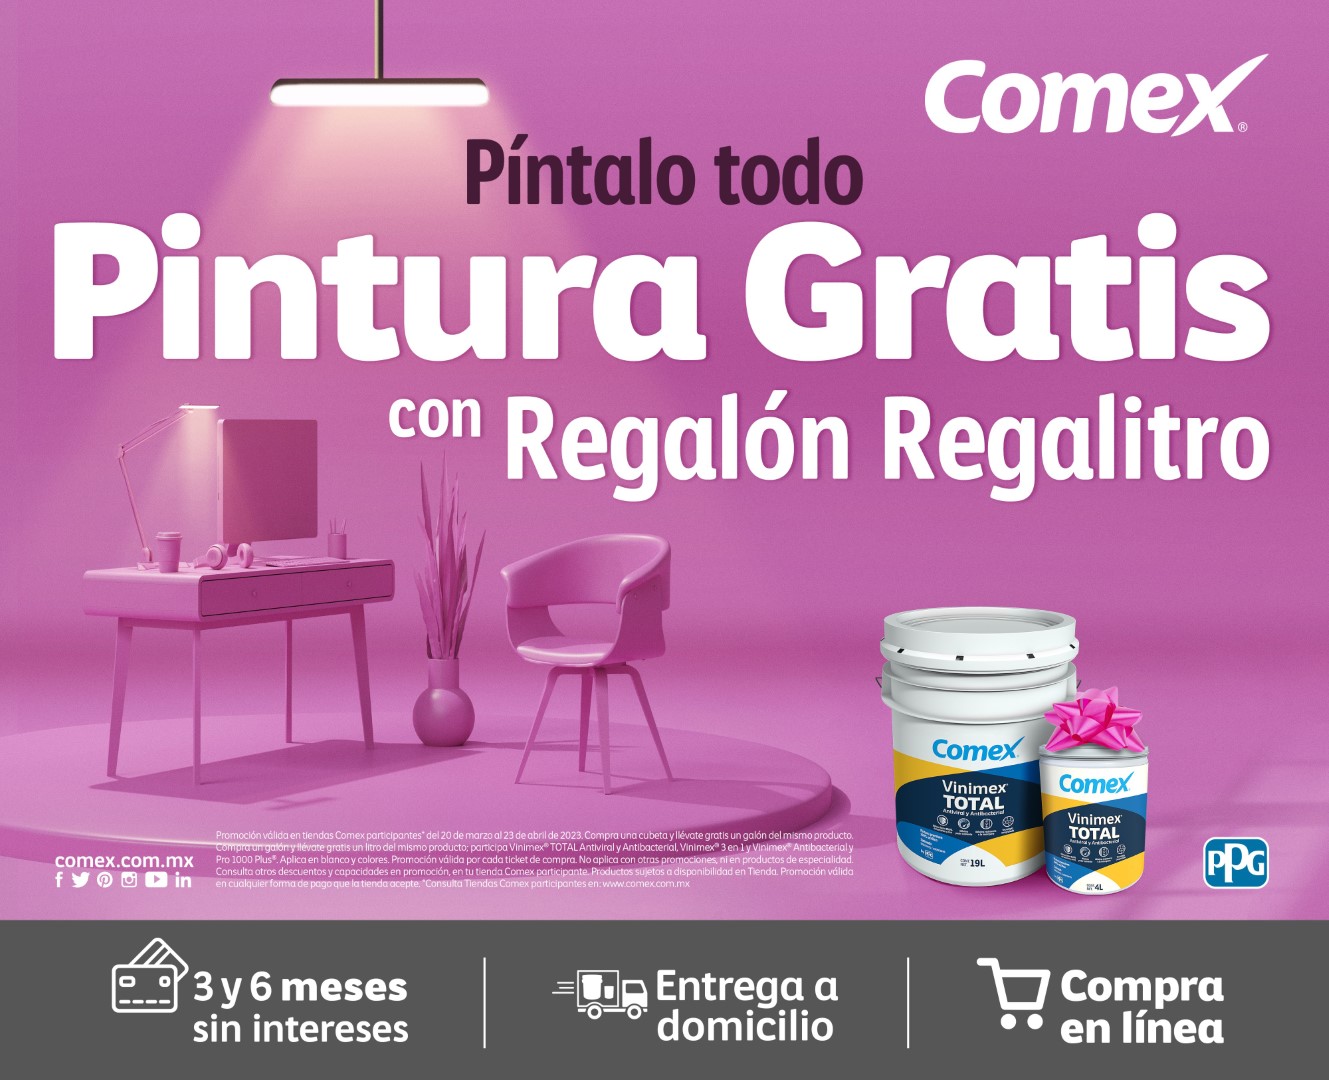 Comex®
Píntalo todo
Pintura Gratis
con Regalón Regalitro
Comex
Vinimex®
TOTAL
Antiviral y Antibacterial
19L
Comex
Vinimex®
TOTAL
Antiviral y Antibacterial
4L
Promoción válida en tiendas Comex participantes* del 20 de marzo al 23 de abril de 2023. Compra una cubeta y llévate gratis un galón del mismo producto.
Compra un galón y llévate gratis un litro del mismo producto; participa Vinimex® TOTAL Antiviral y Antibacterial, Vinimex® 3 en 1 y Vinimex® Antibacterial y
Pro 1000 Plus®. Aplica en blanco y colores. Promoción válida por cada ticket de compra. No aplica con otras promociones, ni en productos de especialidad.
Consulta otros descuentos y capacidades en promoción, en tu tienda Comex participante. Productos sujetos a disponibilidad en Tienda. Promoción válida
en cualquier forma de pago que la tienda acepte. *Consulta Tiendas Comex participantes en: www.comex.com.mx
comex.com.mx
PPG
3 y 6 meses
sin intereses
Entrega a
domicilio
Compra
en línea